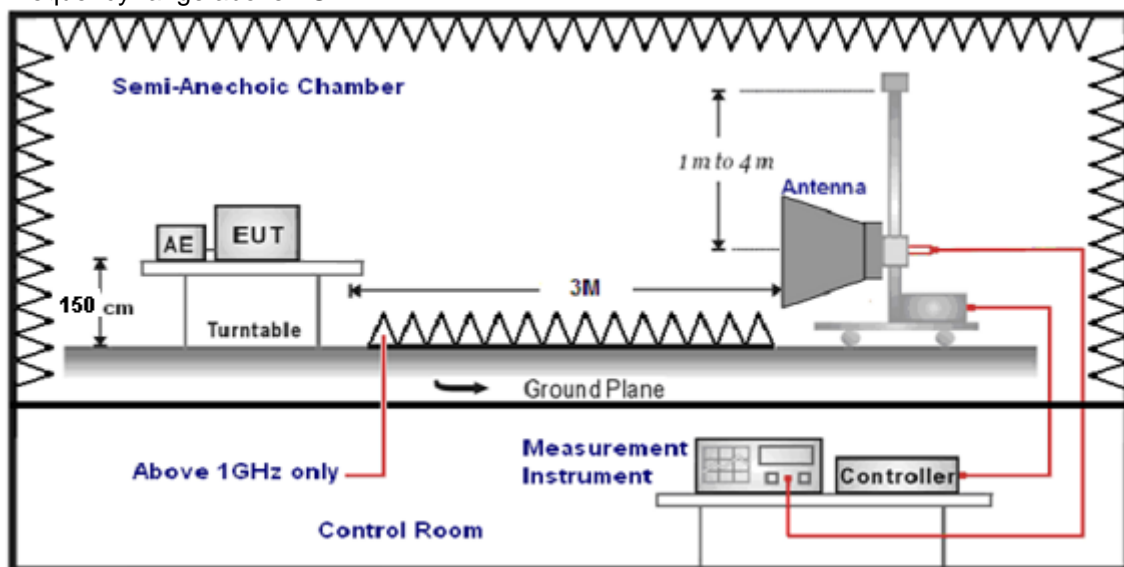 Semi-Anechoic Chamber
1 m to 4 m
Antenna
AE
EUT
150 cm
3M
Turntable
Ground Plane
Above 1GHz only
Measurement
Instrument
Controller
Control Room